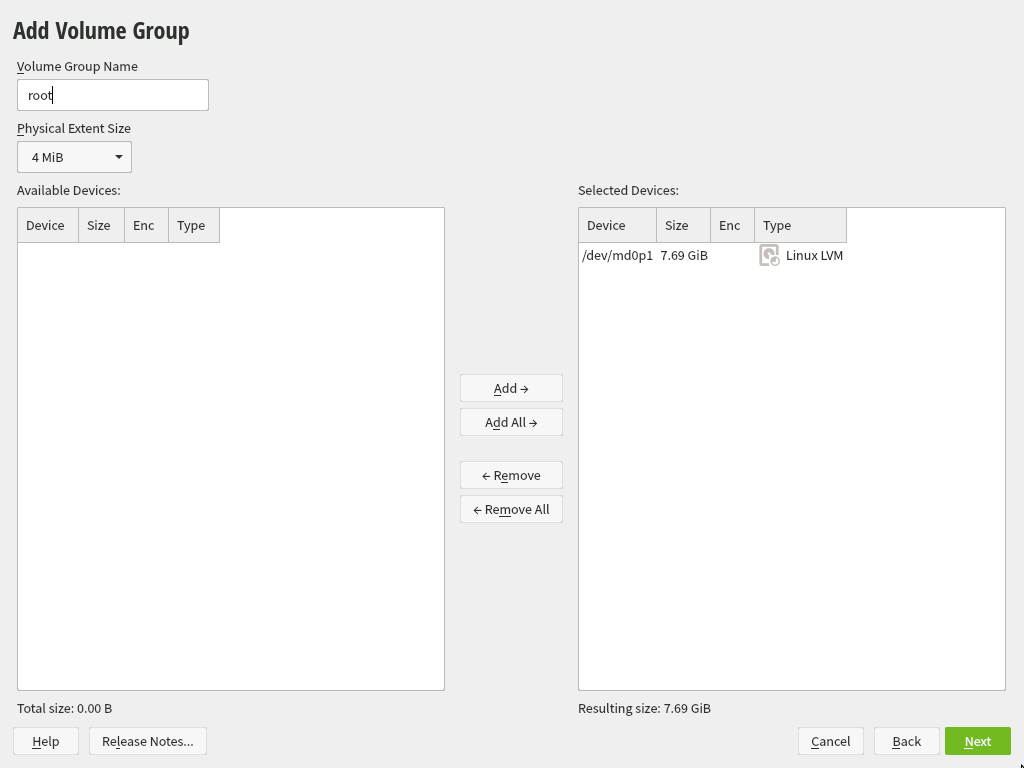 Add Volume Group
Volume Group Name
root
Physical Extent Size
4 MiB
Available Devices:
Device Size Enc Type
Add →
Add All →
← Remove
← Remove All
Selected Devices:
Device Size Enc Type
/dev/md0p1 7.69 GiB Linux LVM
Total size: 0.00 B
Resulting size: 7.69 GiB
Help
Release Notes...
Cancel
Back
Next